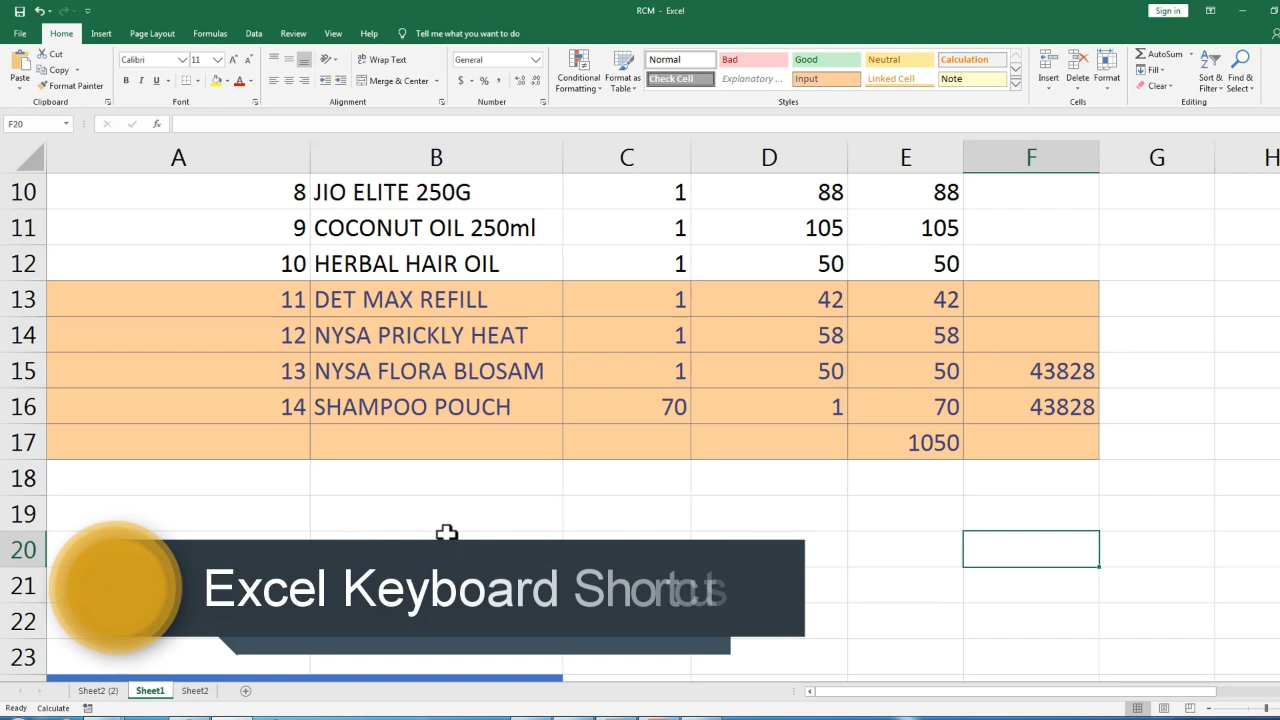 RCM - Excel
Sign in
File Home Insert Page Layout Formulas Data Review View Help Tell me what you want to do
Cut
Copy
Format Painter
Paste
Clipboard
Calibri 11
B I U
Font
Wrap Text
Merge & Center
Alignment
General
$ % ,
Number
Conditional Formatting
Format as Table
Normal Bad Good Neutral Calculation
Check Cell Explanatory ... Input Linked Cell Note
Styles
Insert Delete Format
Cells
AutoSum
Fill
Clear
Sort & Filter
Find & Select
Editing
F20
fx
A B C D E F G H
10 8 JIO ELITE 250G 1 88 88
11 9 COCONUT OIL 250ml 1 105 105
12 10 HERBAL HAIR OIL 1 50 50
13 11 DET MAX REFILL 1 42 42
14 12 NYSA PRICKLY HEAT 1 58 58
15 13 NYSA FLORA BLOSAM 1 50 50 43828
16 14 SHAMPOO POUCH 70 1 70 43828
17 1050
18
19
20
21
22
23
Excel Keyboard Shortcuts
Sheet2 (2) Sheet1 Sheet2
Ready Calculate